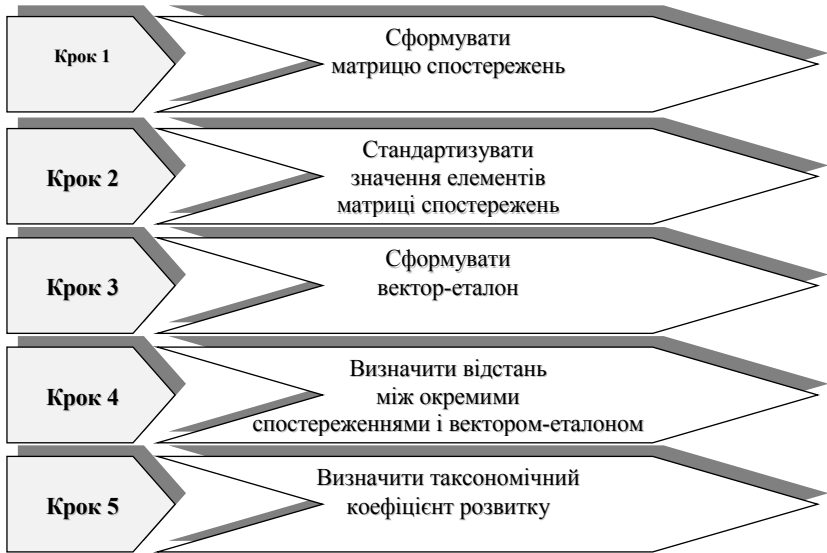 Крок 1
Сформувати
матрицю спостережень
Крок 2
Стандартизувати
значення елементів
матриці спостережень
Крок 3
Сформувати
вектор-еталон
Крок 4
Визначити відстань
між окремими
спостереженнями і вектором-еталоном
Крок 5
Визначити таксономічний
коефіцієнт розвитку